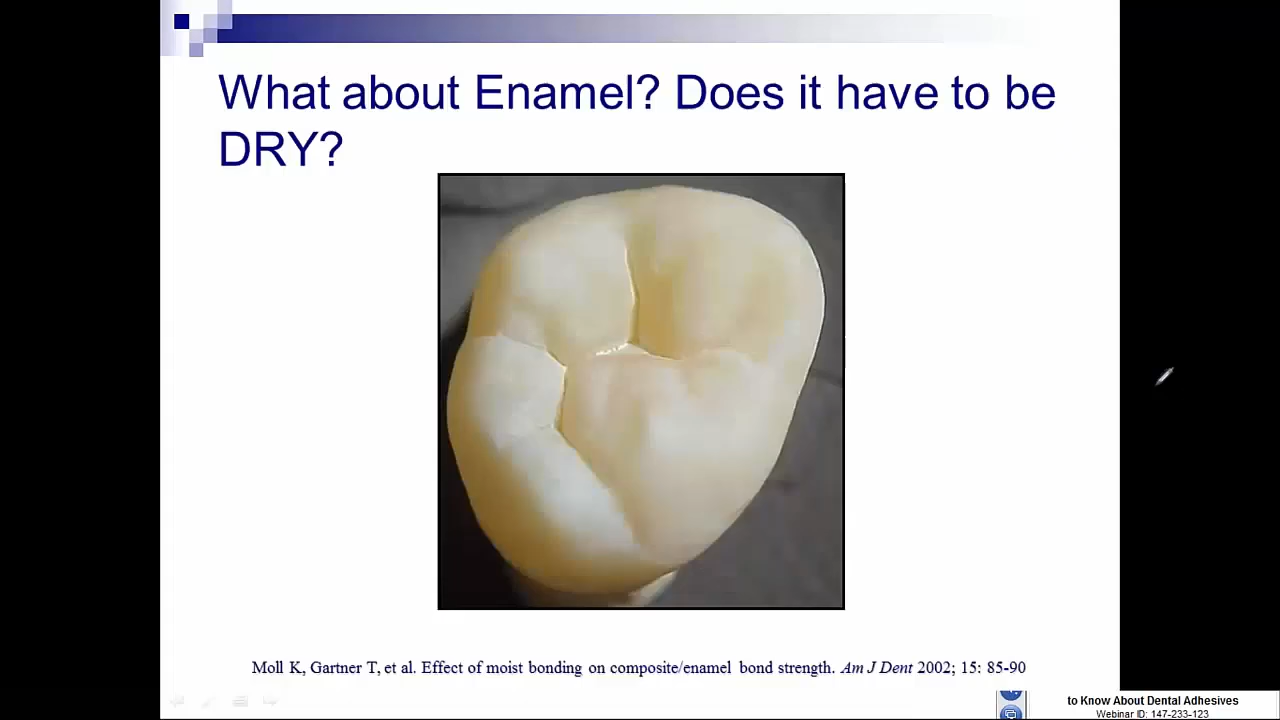 What about Enamel? Does it have to be
DRY?
Moll K, Gartner T, et al. Effect of moist bonding on composite/enamel bond strength. Am J Dent 2002; 15: 85-90
to Know About Dental Adhesives
Webinar ID: 147-233-123